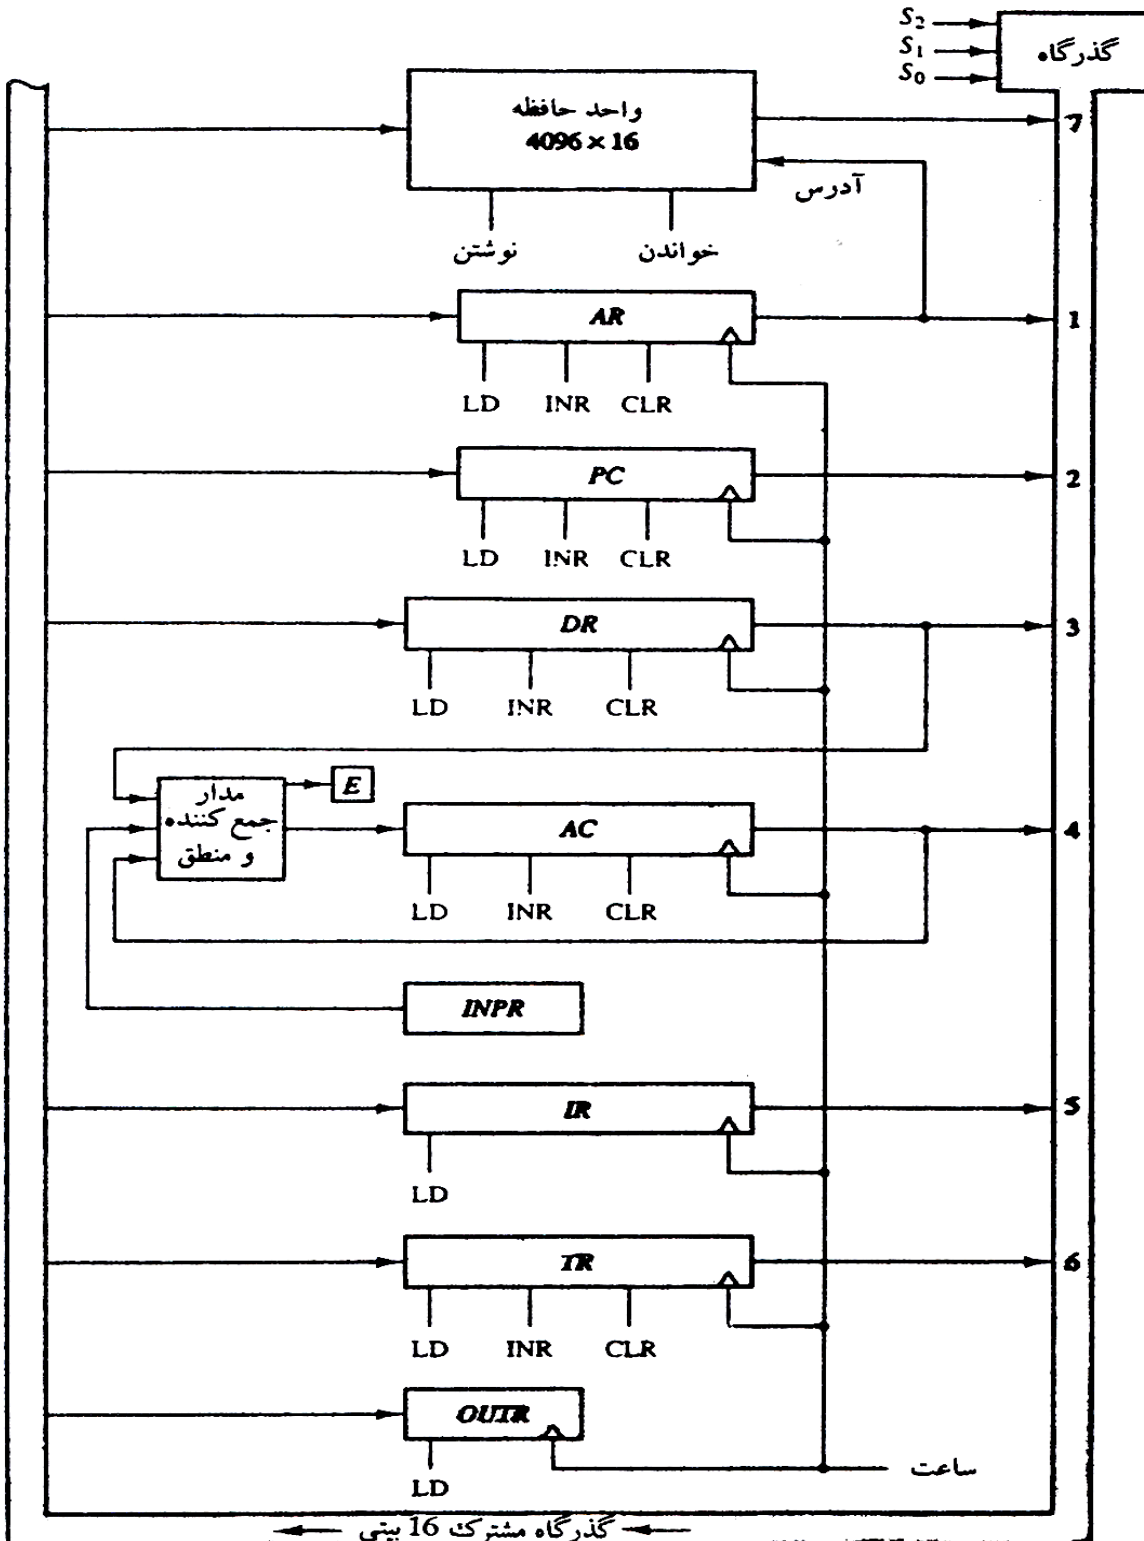 S₂
S₁
S₀
گذرگاه
واحد حافظه
4096 × 16
7
آدرس
نوشتن
خواندن
AR
1
LD INR CLR
PC
2
LD INR CLR
DR
3
LD INR CLR
مدار
جمع کننده
و منطق
E
AC
4
LD INR CLR
INPR
IR
5
LD
TR
6
LD INR CLR
OUTR
LD
ساعت
گذرگاه مشترک 16 بیتی